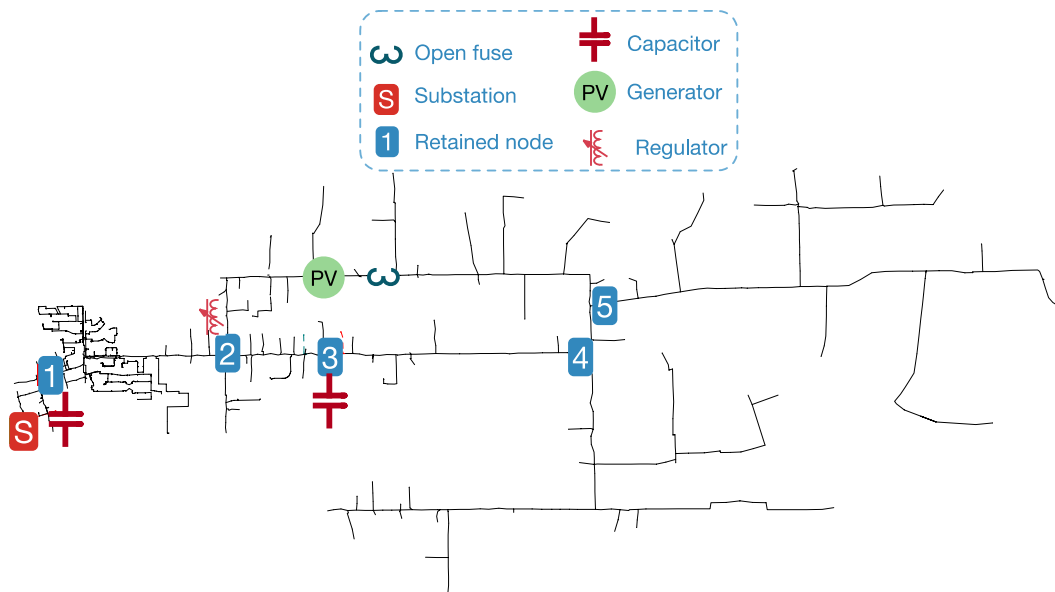 Open fuse
Capacitor
S Substation
PV Generator
1 Retained node
Regulator
PV
5
2
3
4
1
S